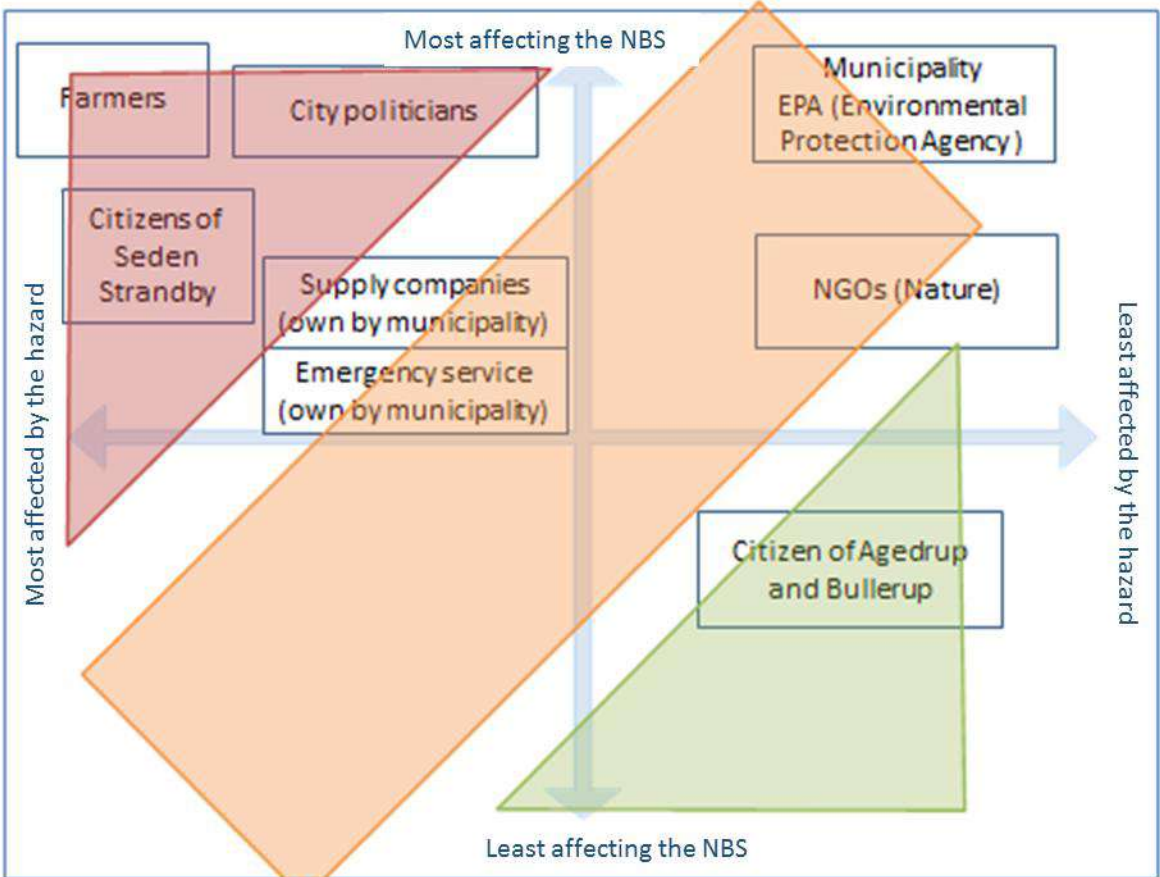 Most affecting the NBS
Farmers
City politicians
Municipality
EPA (Environmental
Protection Agency)
Citizens of
Seden
Strandby
Supply companies
(own by municipality)
NGOs (Nature)
Emergency service
(own by municipality)
Most affected by the hazard
Least affected by the hazard
Citizen of Agedrup
and Bullerup
Least affecting the NBS